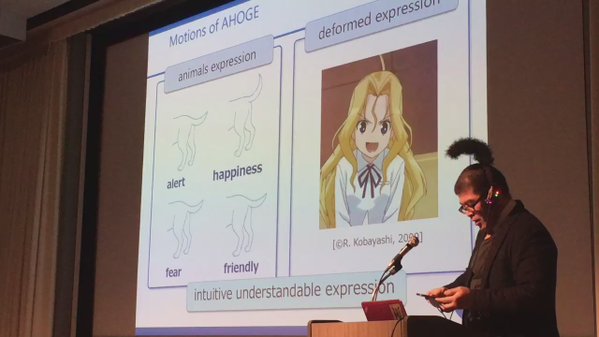 Motions of AHOGE
animals expression
deformed expression
alert
happiness
fear
friendly
[©R. Kobayashi, 2009]
intuitive understandable expression